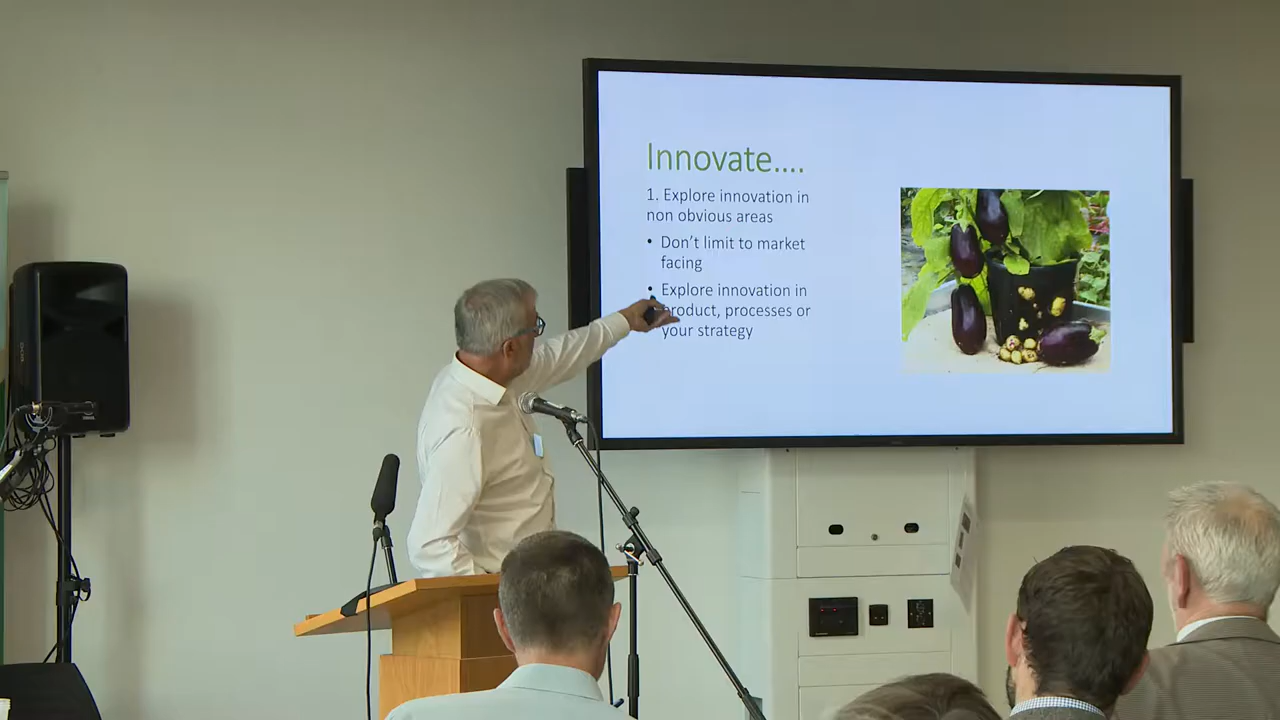 Innovate....
1. Explore innovation in
non obvious areas
• Don't limit to market
facing
• Explore innovation in
product, processes or
your strategy